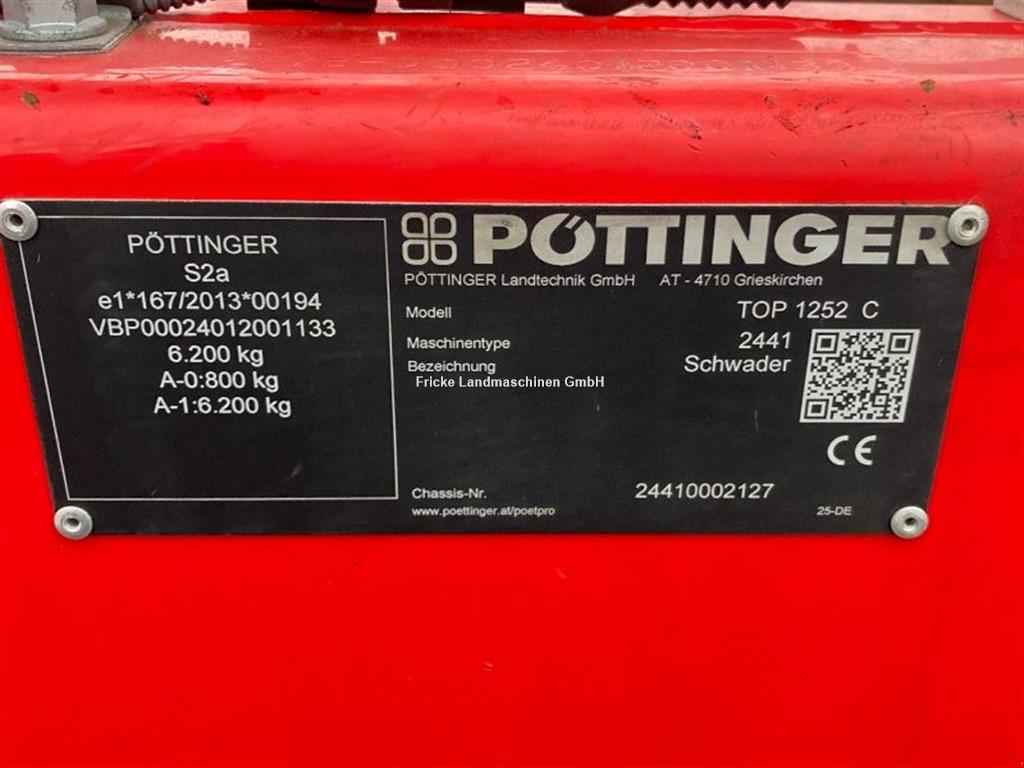 PÖTTINGER
S2a
e1*167/2013*00194
VBP00024012001133
6.200 kg
A-0:800 kg
A-1:6.200 kg
PÖTTINGER
PÖTTINGER Landtechnik GmbH AT - 4710 Grieskirchen
Modell TOP 1252 C
Maschinentype 2441
Bezeichnung Schwader
Fricke Landmaschinen GmbH
CE
Chassis-Nr. 24410002127
www.poettinger.at/poetpro 25-DE